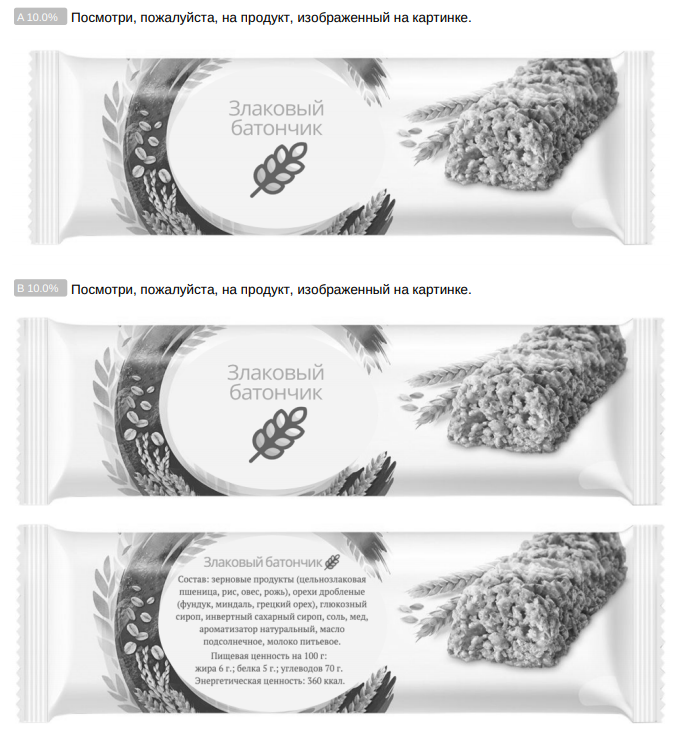 A 10.0% Посмотри, пожалуйста, на продукт, изображенный на картинке.
Злаковый
батончик
B 10.0% Посмотри, пожалуйста, на продукт, изображенный на картинке.
Злаковый
батончик
Злаковый батончик
Состав: зерновые продукты (цельнозлаковая
пшеница, рис, овес, рожь), орехи дробленые
(фундук, миндаль, грецкий орех), глюкозный
сироп, инвертный сахарный сироп, соль, мед,
ароматизатор натуральный, масло
подсолнечное, молоко питьевое.
Пищевая ценность на 100 г:
жира 6 г.; белка 5 г.; углеводов 70 г.
Энергетическая ценность: 360 ккал.